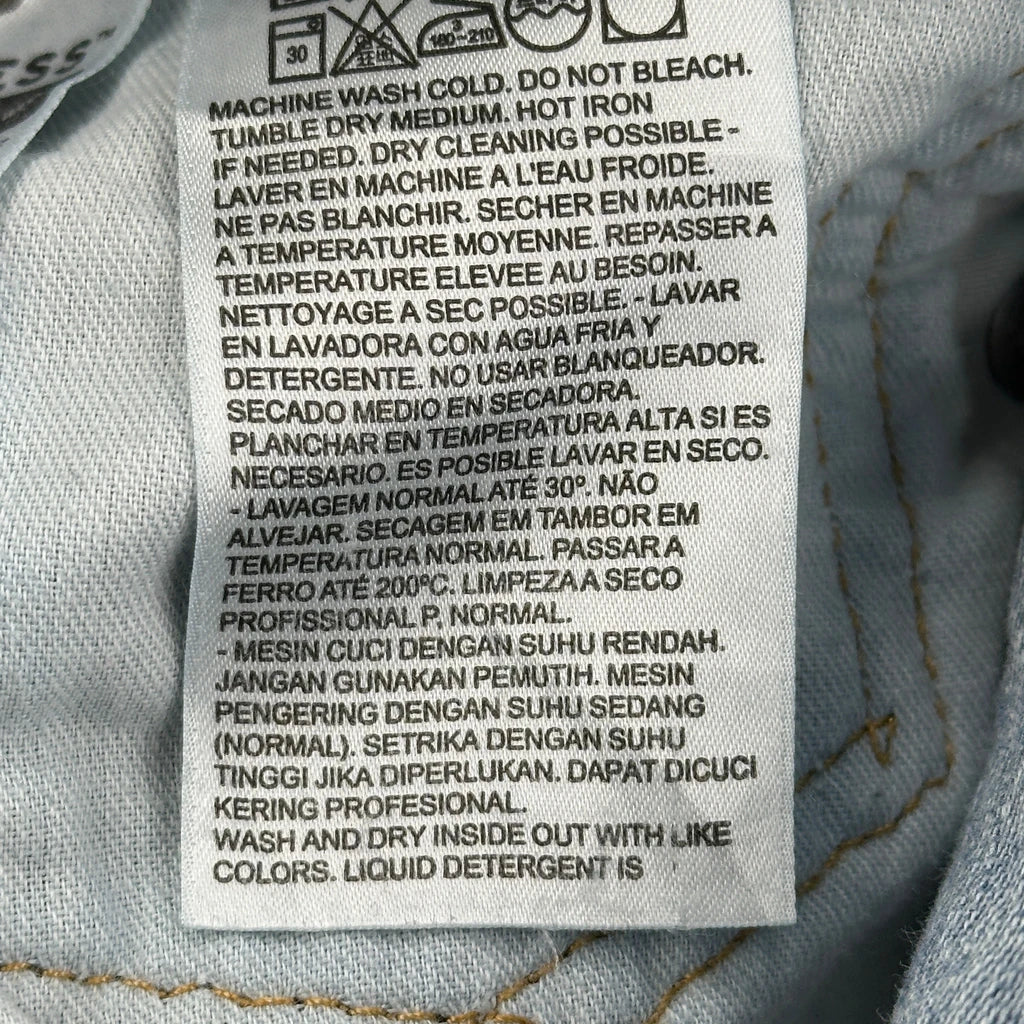 ESS™
30
3
180-210
MACHINE WASH COLD. DO NOT BLEACH.
TUMBLE DRY MEDIUM. HOT IRON
IF NEEDED. DRY CLEANING POSSIBLE -
LAVER EN MACHINE A L'EAU FROIDE.
NE PAS BLANCHIR. SECHER EN MACHINE
A TEMPERATURE MOYENNE. REPASSER A
TEMPERATURE ELEVEE AU BESOIN.
NETTOYAGE A SEC POSSIBLE. - LAVAR
EN LAVADORA CON AGUA FRIA Y
DETERGENTE. NO USAR BLANQUEADOR.
SECADO MEDIO EN SECADORA.
PLANCHAR EN TEMPERATURA ALTA SI ES
NECESARIO. ES POSIBLE LAVAR EN SECO.
- LAVAGEM NORMAL ATÉ 30º. NÃO
ALVEJAR. SECAGEM EM TAMBOR EM
TEMPERATURA NORMAL. PASSAR A
FERRO ATÉ 200ºC. LIMPEZA A SECO
PROFISSIONAL P, NORMAL.
- MESIN CUCI DENGAN SUHU RENDAH.
JANGAN GUNAKAN PEMUTIH. MESIN
PENGERING DENGAN SUHU SEDANG
(NORMAL). SETRIKA DENGAN SUHU
TINGGI JIKA DIPERLUKAN. DAPAT DICUCI
KERING PROFESIONAL.
WASH AND DRY INSIDE OUT WITH LIKE
COLORS. LIQUID DETERGENT IS